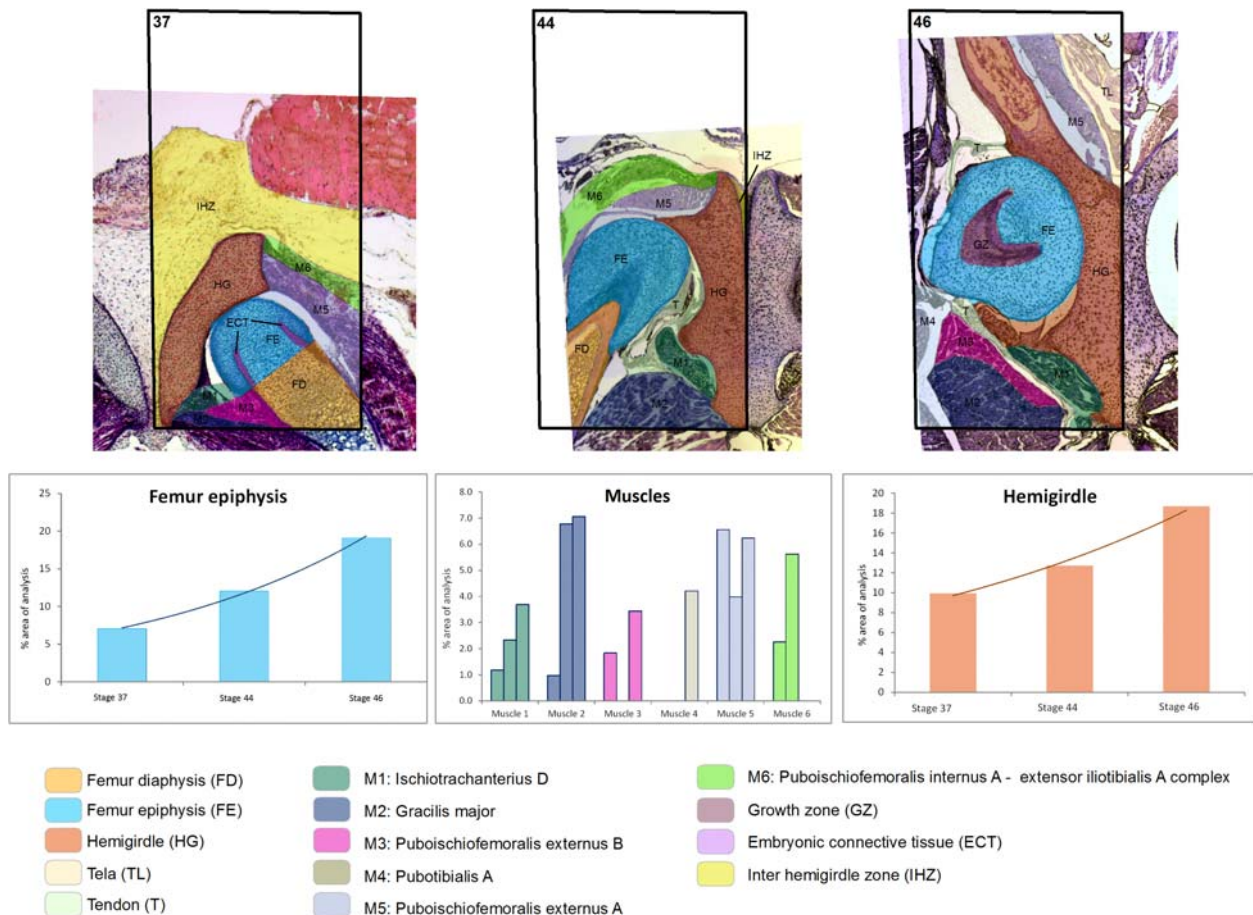 37
IHZ
HG
M6
M5
ECT
FE
FD
M1
M3
M2
44
IHZ
M6
M5
FE
HG
T
FD
M1
M2
46
TL
M5
T
FE
GZ
HG
M4
T
M3
M1
M2
Femur epiphysis
% area of analysis
25
20
15
10
5
0
Stage 37
Stage 44
Stage 46
Muscles
% area of analysis
8.0
7.0
6.0
5.0
4.0
3.0
2.0
1.0
0.0
Muscle 1
Muscle 2
Muscle 3
Muscle 4
Muscle 5
Muscle 6
Hemigirdle
% area of analysis
20
18
16
14
12
10
8
6
4
2
0
Stage 37
Stage 44
Stage 46
Femur diaphysis (FD)
Femur epiphysis (FE)
Hemigirdle (HG)
Tela (TL)
Tendon (T)
M1: Ischiotrachanterius D
M2: Gracilis major
M3: Puboischiofemoralis externus B
M4: Pubotibialis A
M5: Puboischiofemoralis externus A
M6: Puboischiofemoralis internus A - extensor iliotibialis A complex
Growth zone (GZ)
Embryonic connective tissue (ECT)
Inter hemigirdle zone (IHZ)